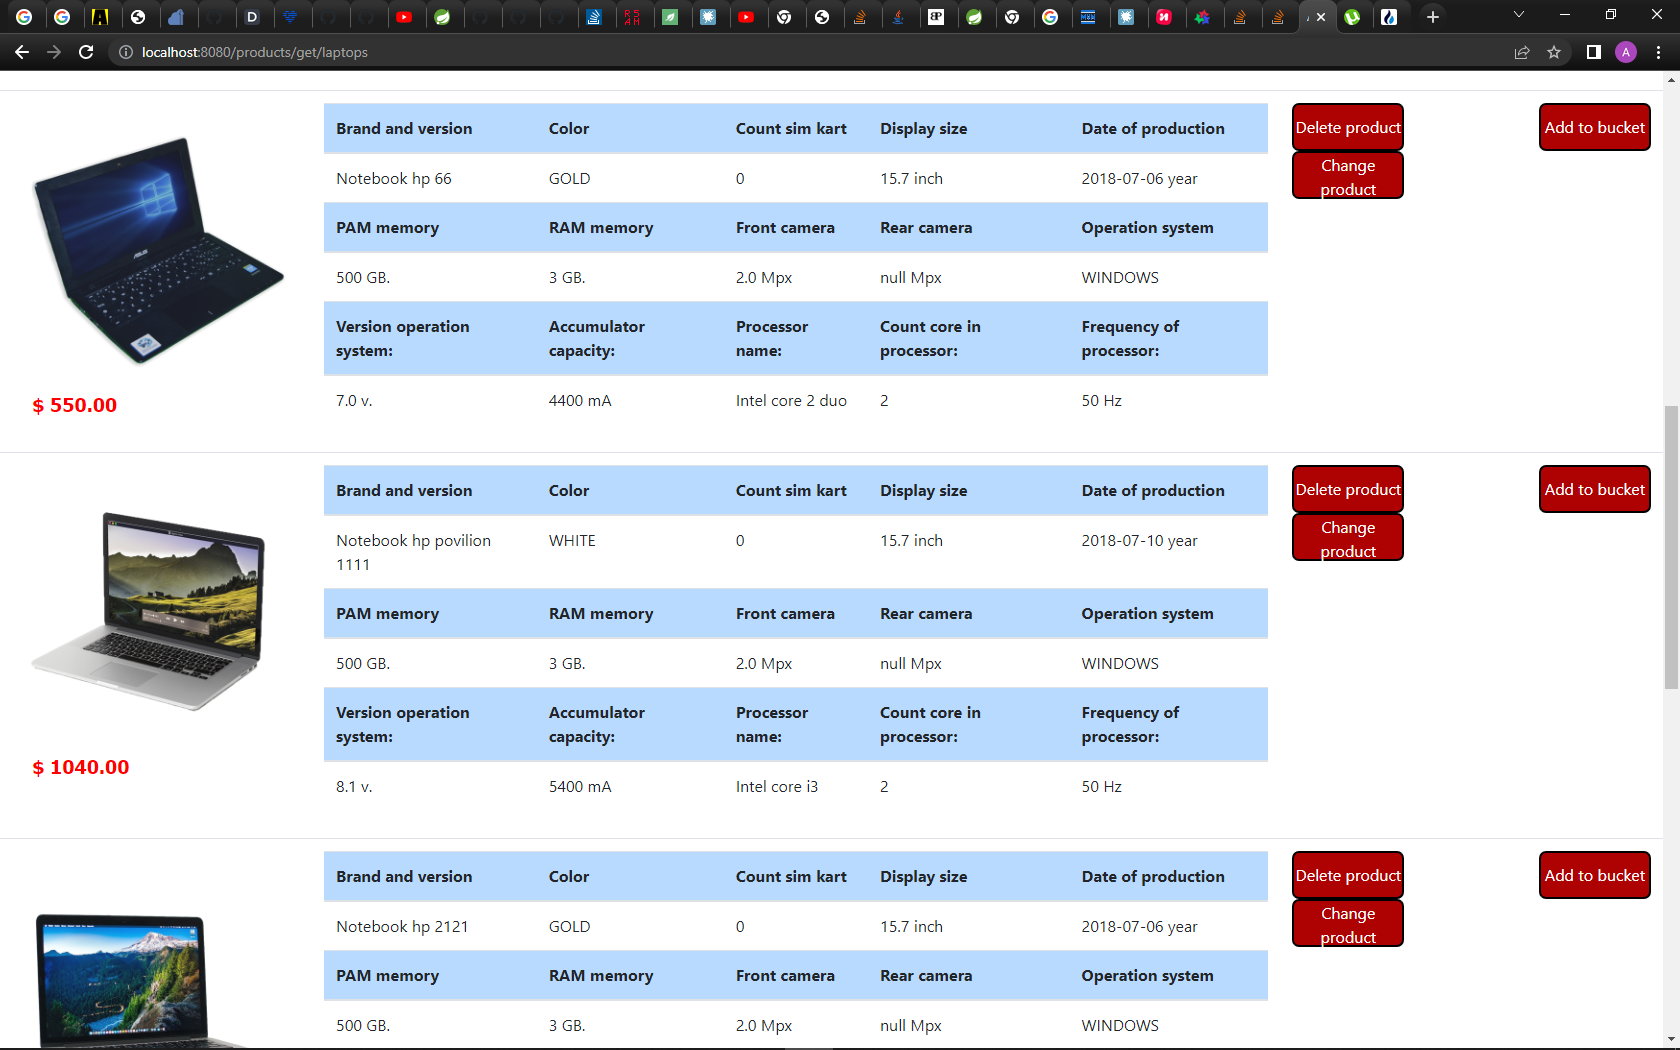 localhost:8080/products/get/laptops
A
Brand and version Color Count sim kart Display size Date of production
Delete product
Add to bucket
Notebook hp 66 GOLD 0 15.7 inch 2018-07-06 year
Change
product
PAM memory RAM memory Front camera Rear camera Operation system
500 GB. 3 GB. 2.0 Mpx null Mpx WINDOWS
Version operation
system:
Accumulator
capacity:
Processor
name:
Count core in
processor:
Frequency of
processor:
$ 550.00
7.0 v. 4400 mA Intel core 2 duo 2 50 Hz
ASUS
Brand and version Color Count sim kart Display size Date of production
Delete product
Add to bucket
Notebook hp povilion
1111
WHITE 0 15.7 inch 2018-07-10 year
Change
product
PAM memory RAM memory Front camera Rear camera Operation system
500 GB. 3 GB. 2.0 Mpx null Mpx WINDOWS
Version operation
system:
Accumulator
capacity:
Processor
name:
Count core in
processor:
Frequency of
processor:
$ 1040.00
8.1 v. 5400 mA Intel core i3 2 50 Hz
Brand and version Color Count sim kart Display size Date of production
Delete product
Add to bucket
Notebook hp 2121 GOLD 0 15.7 inch 2018-07-06 year
Change
product
PAM memory RAM memory Front camera Rear camera Operation system
500 GB. 3 GB. 2.0 Mpx null Mpx WINDOWS